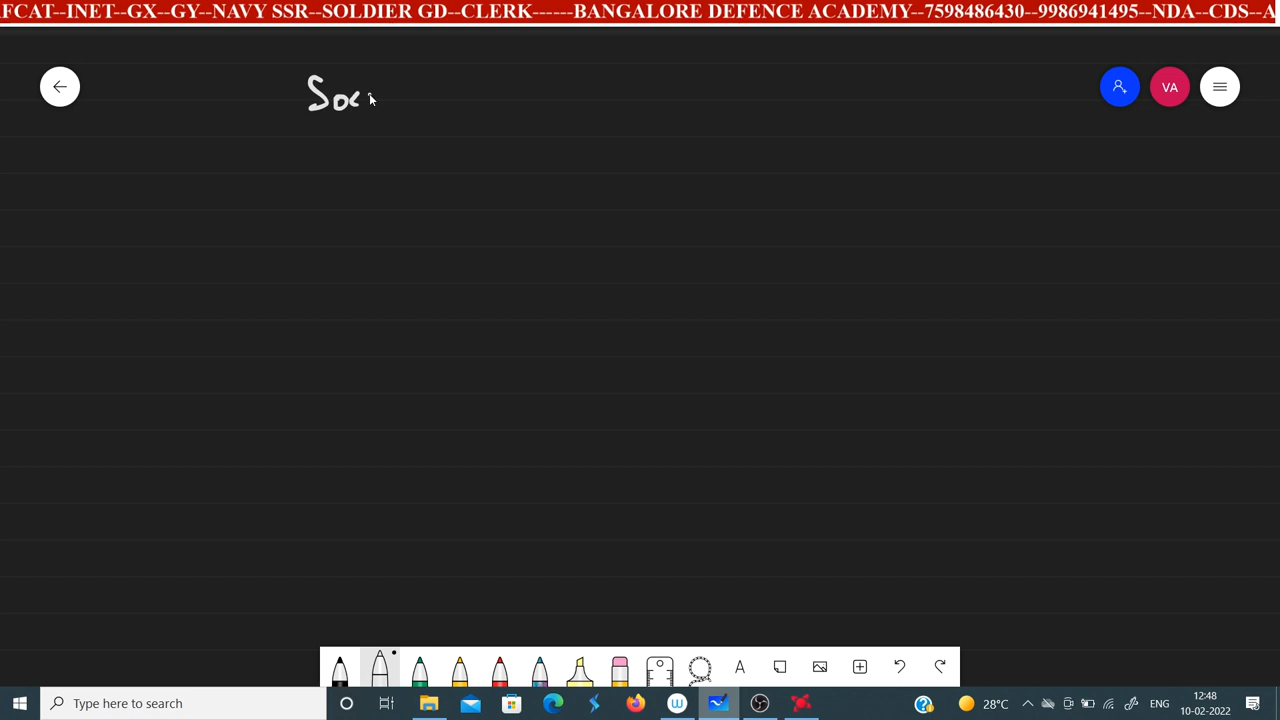 FCAT--INET--GX--GY--NAVY SSR--SOLDIER GD--CLERK------BANGALORE DEFENCE ACADEMY--7598486430--9986941495--NDA--CDS--A
Soc
VA
A
Type here to search
28°C
ENG
12:48
10-02-2022